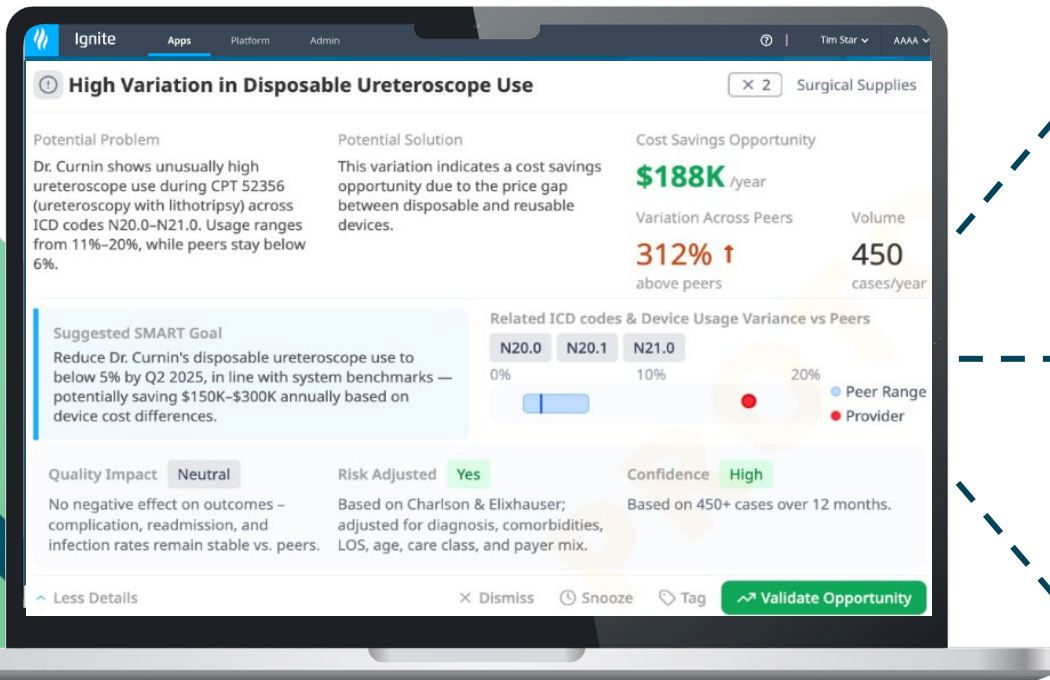 Ignite Apps Platform Admin Tim Star AAAA
High Variation in Disposable Ureteroscope Use × 2 Surgical Supplies
Potential Problem
Dr. Curnin shows unusually high
ureteroscope use during CPT 52356
(ureteroscopy with lithotripsy) across
ICD codes N20.0–N21.0. Usage ranges
from 11%–20%, while peers stay below
6%.
Potential Solution
This variation indicates a cost savings
opportunity due to the price gap
between disposable and reusable
devices.
Cost Savings Opportunity
$188K /year
Variation Across Peers
312% ↑
above peers
Volume
450
cases/year
Suggested SMART Goal
Reduce Dr. Curnin's disposable ureteroscope use to
below 5% by Q2 2025, in line with system benchmarks —
potentially saving $150K–$300K annually based on
device cost differences.
Related ICD codes & Device Usage Variance vs Peers
N20.0 N20.1 N21.0
0% 10% 20%
Peer Range
Provider
Quality Impact Neutral
No negative effect on outcomes –
complication, readmission, and
infection rates remain stable vs. peers.
Risk Adjusted Yes
Based on Charlson & Elixhauser;
adjusted for diagnosis, comorbidities,
LOS, age, care class, and payer mix.
Confidence High
Based on 450+ cases over 12 months.
Less Details × Dismiss Snooze Tag Validate Opportunity